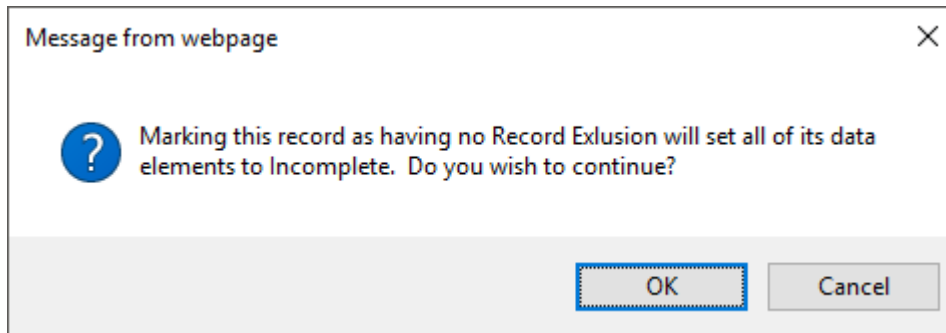 Message from webpage
Marking this record as having no Record Exlusion will set all of its data
elements to Incomplete.  Do you wish to continue?
OK
Cancel